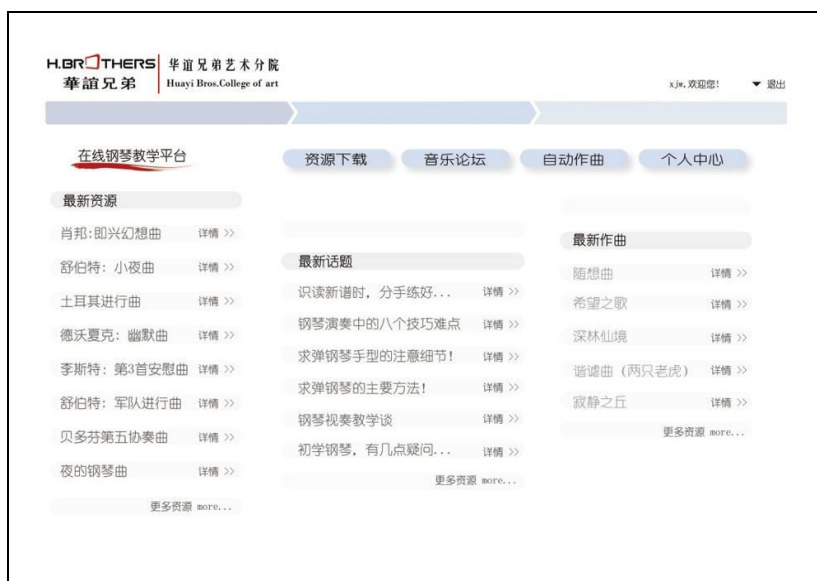 H.BROTHERS 华谊兄弟艺术分院
華誼兄弟 Huayi Bros.College of art
xjw,欢迎您! 退出
在线钢琴教学平台
资源下载 音乐论坛 自动作曲 个人中心
最新资源
肖邦:即兴幻想曲 详情 >>
舒伯特: 小夜曲 详情 >>
土耳其进行曲 详情 >>
德沃夏克: 幽默曲 详情 >>
李斯特: 第3首安慰曲 详情 >>
舒伯特: 军队进行曲 详情 >>
贝多芬第五协奏曲 详情 >>
夜的钢琴曲 详情 >>
更多资源 more...
最新话题
识读新谱时, 分手练好... 详情 >>
钢琴演奏中的八个技巧难点 详情 >>
求弹钢琴手型的注意细节! 详情 >>
求弹钢琴的主要方法! 详情 >>
钢琴视奏教学谈 详情 >>
初学钢琴, 有几点疑问... 详情 >>
更多资源 more...
最新作曲
随想曲 详情 >>
希望之歌 详情 >>
深林仙境 详情 >>
谐谑曲 (两只老虎) 详情 >>
寂静之丘 详情 >>
更多资源 more...